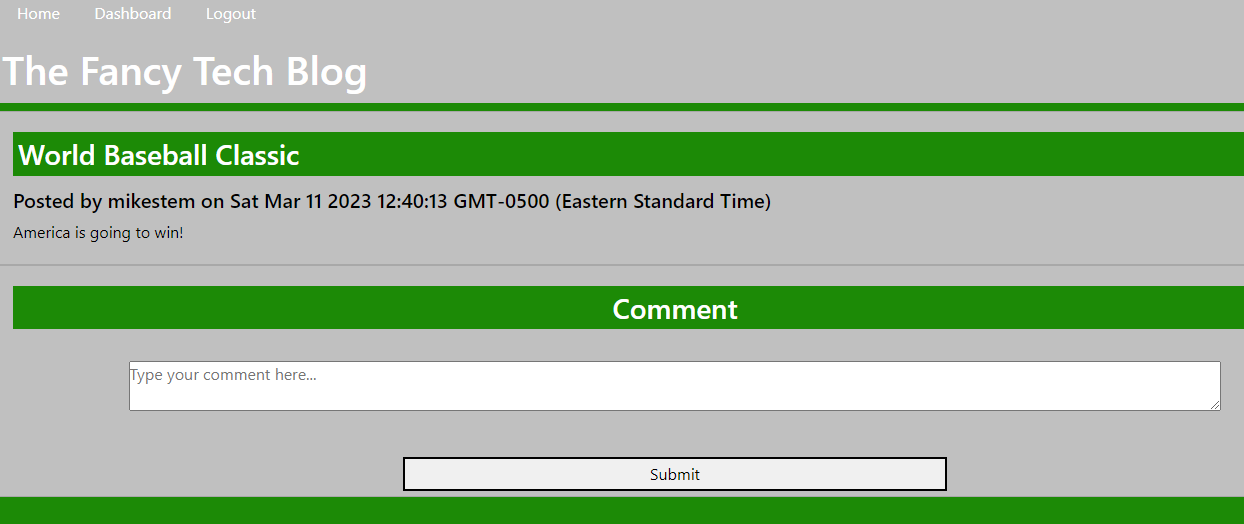 Home Dashboard Logout
The Fancy Tech Blog
World Baseball Classic
Posted by mikestem on Sat Mar 11 2023 12:40:13 GMT-0500 (Eastern Standard Time)
America is going to win!
Comment
Type your comment here...
Submit